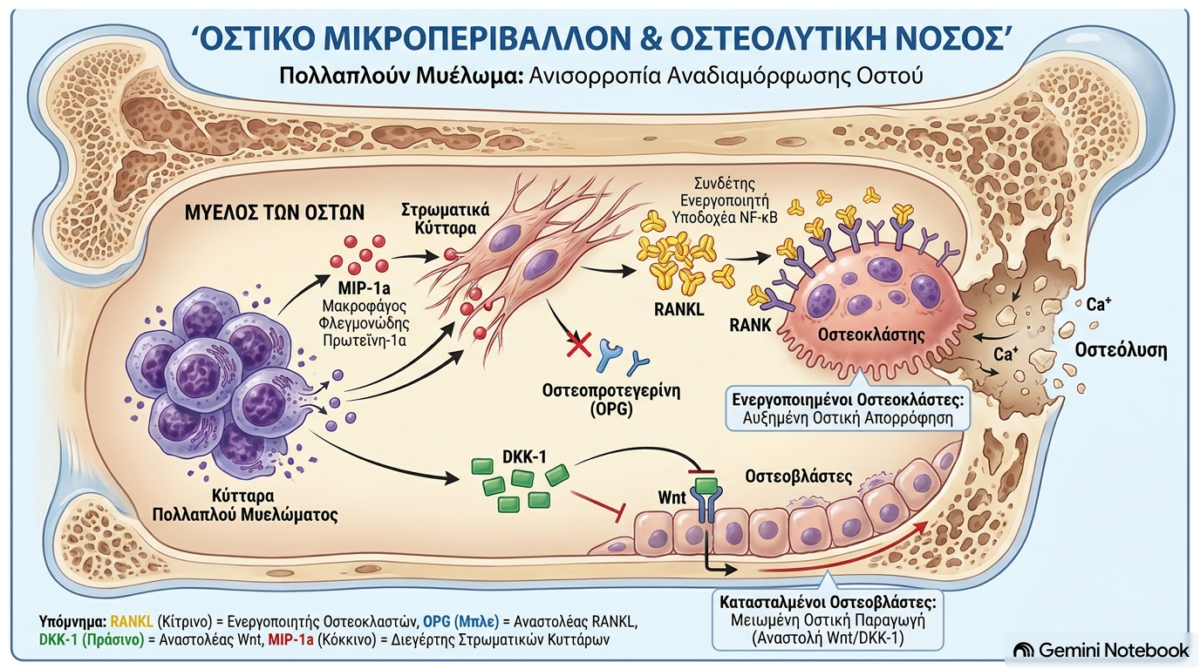 ‘ΟΣΤΙΚΟ ΜΙΚΡΟΠΕΡΙΒΑΛΛΟΝ & ΟΣΤΕΟΛΥΤΙΚΗ ΝΟΣΟΣ’
Πολλαπλούν Μυέλωμα: Ανισορροπία Αναδιαμόρφωσης Οστού
ΜΥΕΛΟΣ ΤΩΝ ΟΣΤΩΝ
Στρωματικά
Κύτταρα
Συνδέτης
Ενεργοποιητή
Υποδοχέα NF-κB
MIP-1a
Μακροφάγος
Φλεγμονώδης
Πρωτεΐνη-1α
RANKL
RANK
Οστεοκλάστης
Ca⁺
Ca⁺
Οστεόλυση
Οστεοπροτεγερίνη
(OPG)
Ενεργοποιημένοι Οστεοκλάστες:
Αυξημένη Οστική Απορρόφηση
DKK-1
Wnt
Οστεοβλάστες
Κύτταρα
Πολλαπλού Μυελώματος
Κατασταλμένοι Οστεοβλάστες:
Μειωμένη Οστική Παραγωγή
(Αναστολή Wnt/DKK-1)
Υπόμνημα: RANKL (Κίτρινο) = Ενεργοποιητής Οστεοκλαστών, OPG (Μπλε) = Αναστολέας RANKL,
DKK-1 (Πράσινο) = Αναστολέας Wnt, MIP-1a (Κόκκινο) = Διεγέρτης Στρωματικών Κυττάρων
Gemini Notebook